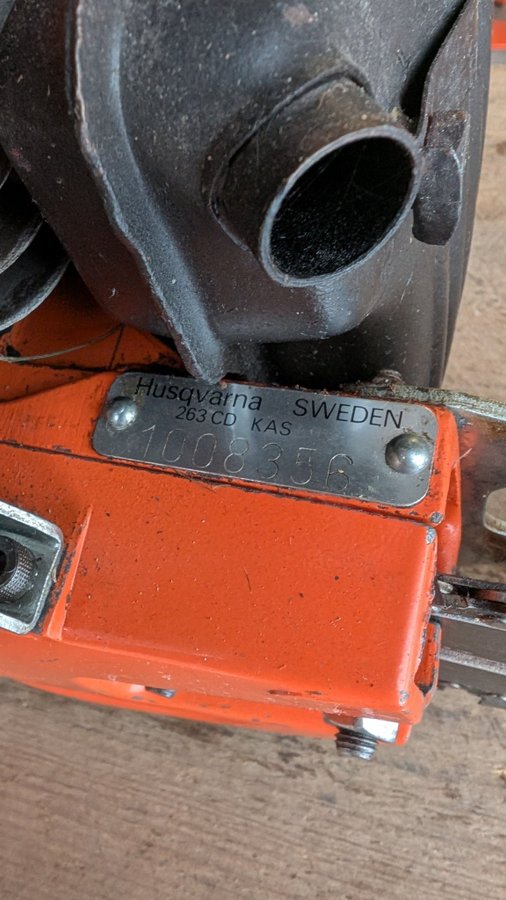 Husqvarna SWEDEN
263 CD KAS
1008356